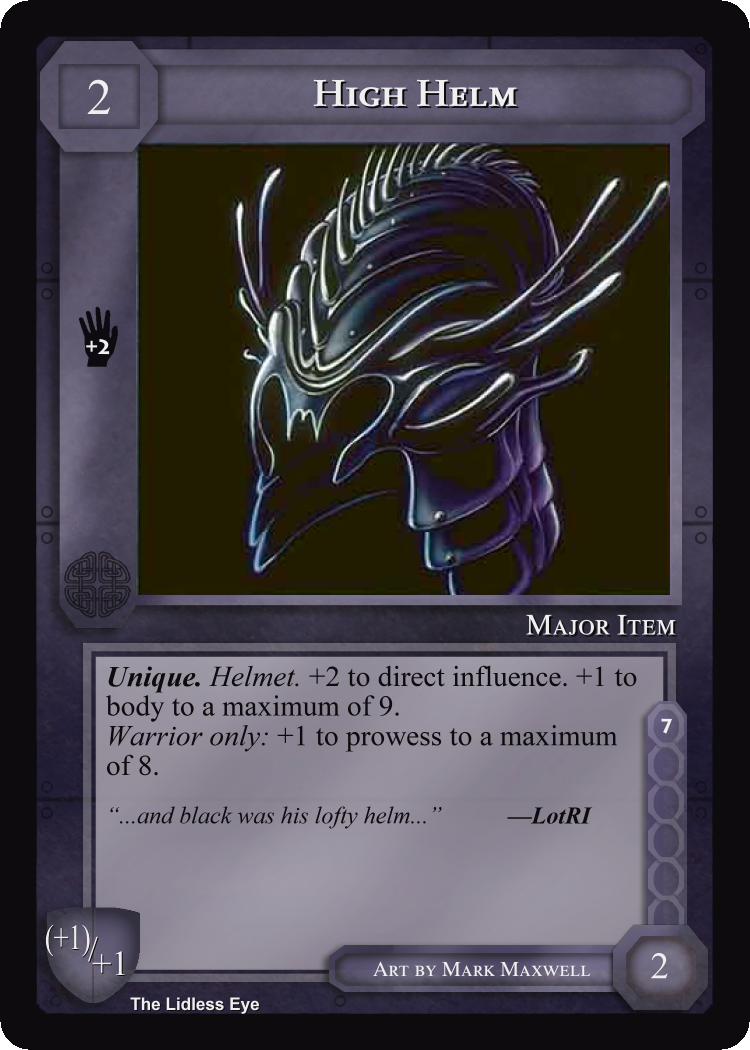 2
High Helm
+2
Major Item
Unique. Helmet. +2 to direct influence. +1 to
body to a maximum of 9.
Warrior only: +1 to prowess to a maximum
of 8.
7
“...and black was his lofty helm...” —LotRI
(+1)/+1
Art by Mark Maxwell
2
The Lidless Eye